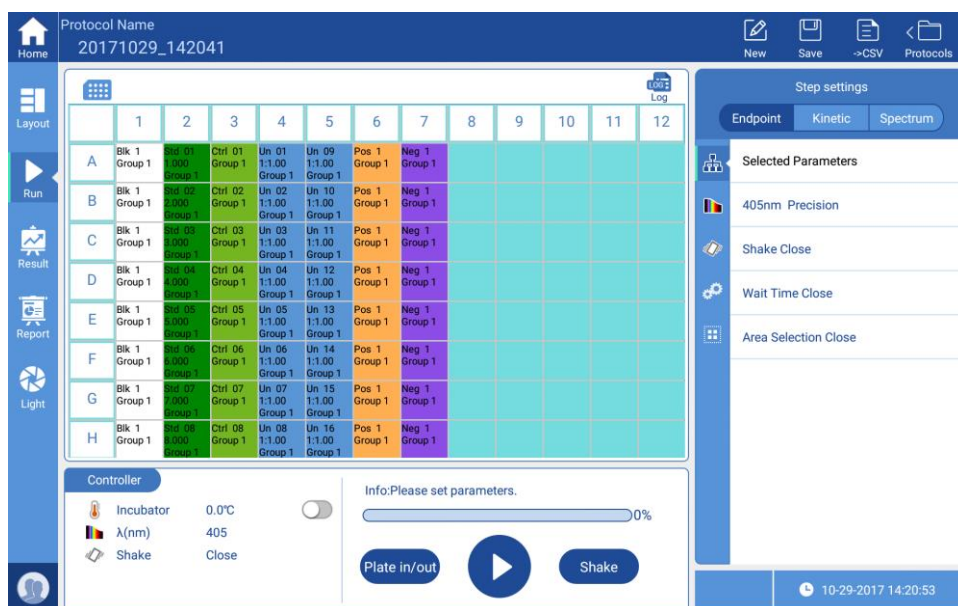 Protocol Name
20171029_142041
Home
New
Save
->CSV
Protocols
Layout
Run
Result
Report
Light
Log
LOG
1 2 3 4 5 6 7 8 9 10 11 12
A
Blk 1 Std 01 Ctrl 01 Un 01 Un 09 Pos 1 Neg 1
Group 1 1.000 Group 1 1:1.00 1:1.00 Group 1 Group 1
Group 1 Group 1 Group 1
B
Blk 1 Std 02 Ctrl 02 Un 02 Un 10 Pos 1 Neg 1
Group 1 2.000 Group 1 1:1.00 1:1.00 Group 1 Group 1
Group 1 Group 1 Group 1
C
Blk 1 Std 03 Ctrl 03 Un 03 Un 11 Pos 1 Neg 1
Group 1 3.000 Group 1 1:1.00 1:1.00 Group 1 Group 1
Group 1 Group 1 Group 1
D
Blk 1 Std 04 Ctrl 04 Un 04 Un 12 Pos 1 Neg 1
Group 1 4.000 Group 1 1:1.00 1:1.00 Group 1 Group 1
Group 1 Group 1 Group 1
E
Blk 1 Std 05 Ctrl 05 Un 05 Un 13 Pos 1 Neg 1
Group 1 5.000 Group 1 1:1.00 1:1.00 Group 1 Group 1
Group 1 Group 1 Group 1
F
Blk 1 Std 06 Ctrl 06 Un 06 Un 14 Pos 1 Neg 1
Group 1 6.000 Group 1 1:1.00 1:1.00 Group 1 Group 1
Group 1 Group 1 Group 1
G
Blk 1 Std 07 Ctrl 07 Un 07 Un 15 Pos 1 Neg 1
Group 1 7.000 Group 1 1:1.00 1:1.00 Group 1 Group 1
Group 1 Group 1 Group 1
H
Blk 1 Std 08 Ctrl 08 Un 08 Un 16 Pos 1 Neg 1
Group 1 8.000 Group 1 1:1.00 1:1.00 Group 1 Group 1
Group 1 Group 1 Group 1
Step settings
Endpoint Kinetic Spectrum
Selected Parameters
405nm Precision
Shake Close
Wait Time Close
Area Selection Close
Controller
Incubator 0.0℃
λ(nm) 405
Shake Close
Info:Please set parameters.
0%
Plate in/out
Shake
10-29-2017 14:20:53